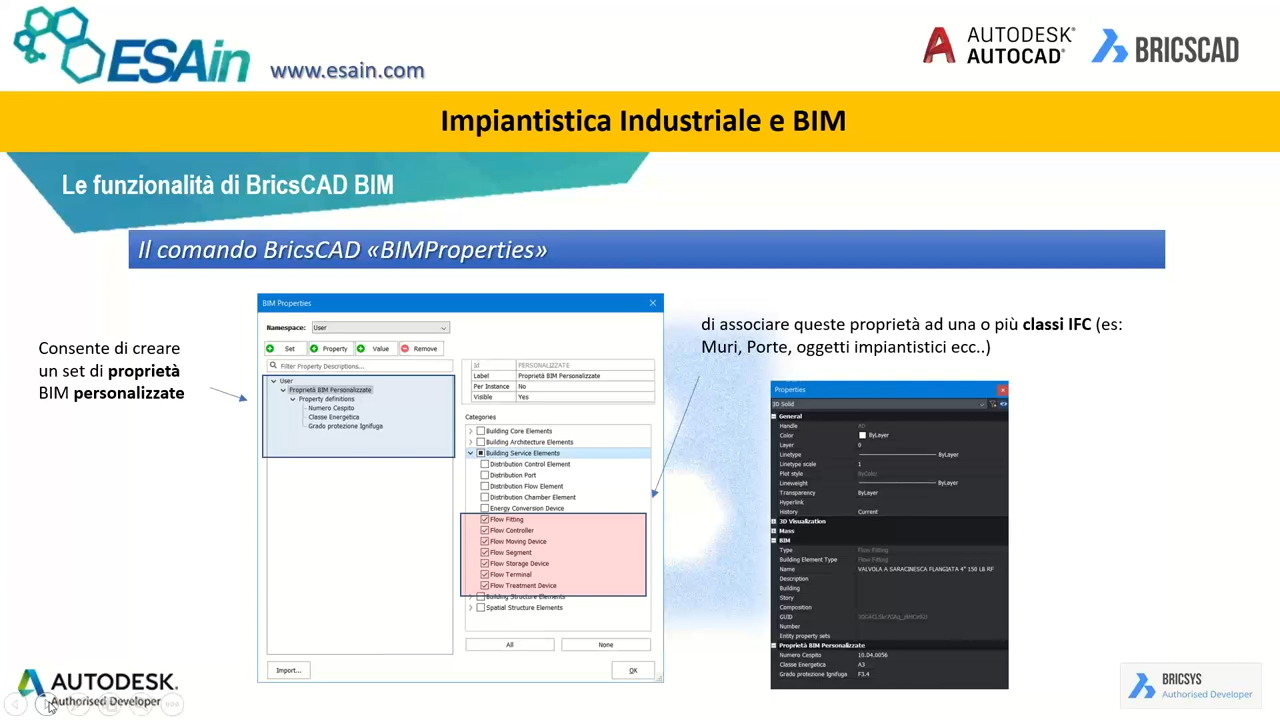 ESAin
www.esain.com
AUTODESK®
AUTOCAD®
BRICSCAD
Impiantistica Industriale e BIM
Le funzionalità di BricsCAD BIM
Il comando BricsCAD «BIMProperties»
Consente di creare
un set di proprietà
BIM personalizzate
BIM Properties
Namespace:
User
Set
Property
Value
Remove
Filter Property Descriptions...
User
Proprietà BIM Personalizzate
Property definitions
Numero Cespito
Classe Energetica
Grado protezione Ignifuga
Id PERSONALIZZATE
Label Proprietà BIM Personalizzate
Per Instance No
Visible Yes
Categories
Building Core Elements
Building Architecture Elements
Building Service Elements
Distribution Control Element
Distribution Port
Distribution Flow Element
Distribution Chamber Element
Energy Conversion Device
Flow Fitting
Flow Controller
Flow Moving Device
Flow Segment
Flow Storage Device
Flow Terminal
Flow Treatment Device
Building Structure Elements
Spatial Structure Elements
All
None
Import...
OK
di associare queste proprietà ad una o più classi IFC (es:
Muri, Porte, oggetti impiantistici ecc..)
Properties
3D Solid
General
Handle
Color ByLayer
Layer 0
Linetype ByLayer
Linetype scale 1
Plot style ByColor
Lineweight ByLayer
Transparency ByLayer
Hyperlink
History Current
3D Visualization
Mass
BIM
Type Flow Fitting
Building Element Type Flow Fitting
Name VALVOLA A SARACINESCA FLANGIATA 4" 150 LB RF
Description
Building
Story
Composition
GUID
Number
Entity property sets
Proprietà BIM Personalizzate
Numero Cespito 10.04.0056
Classe Energetica A3
Grado protezione Ignifuga F3.4
AUTODESK.
Authorised Developer
BRICSYS
Authorised Developer